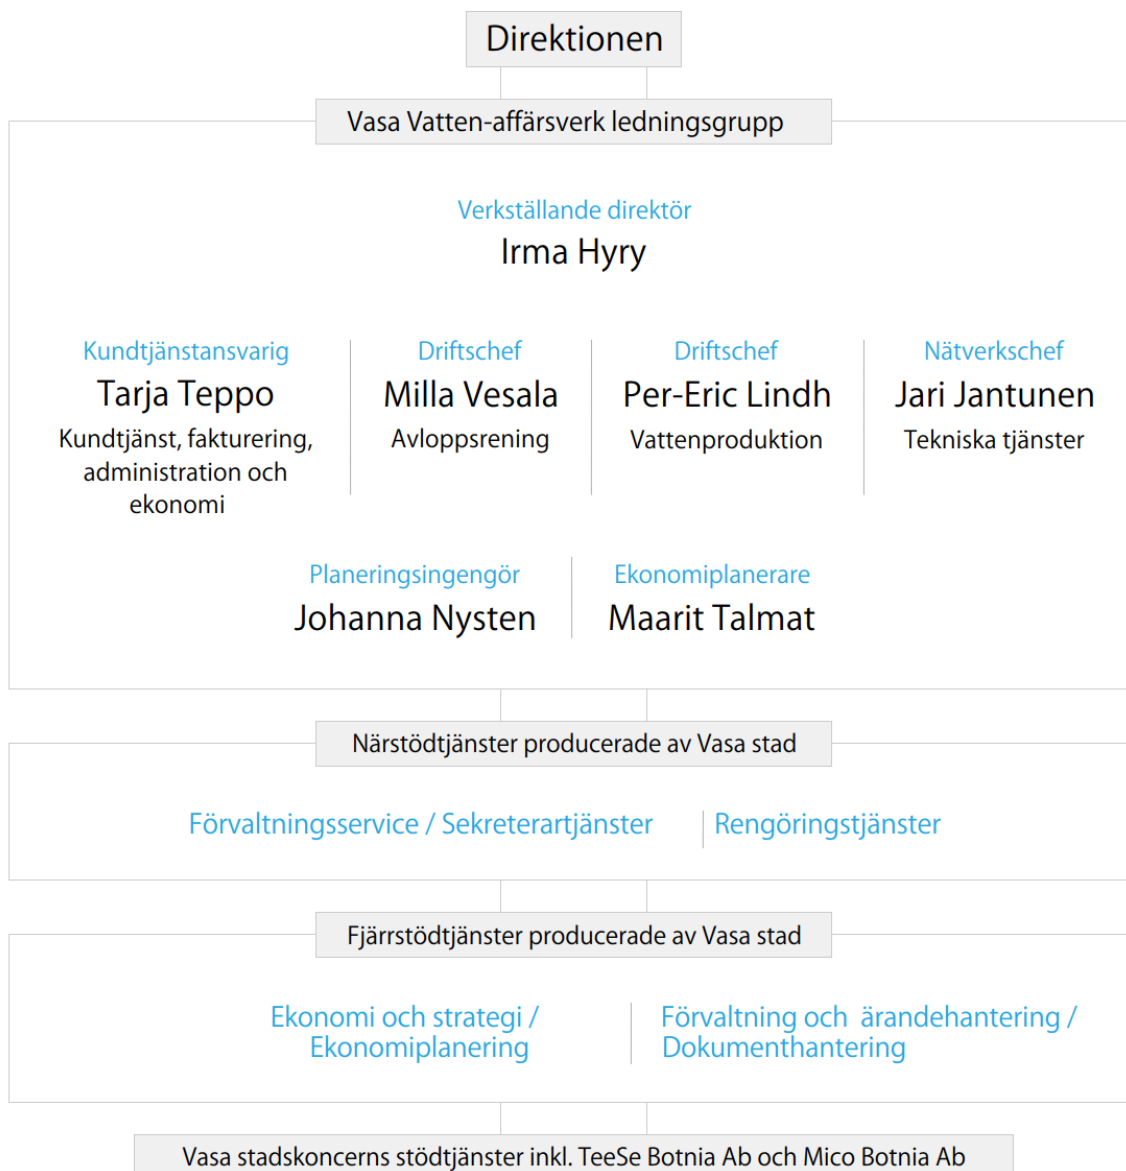 Direktionen
Vasa Vatten-affärsverk ledningsgrupp
Verkställande direktör
Irma Hyry
Kundtjänstansvarig
Tarja Teppo
Kundtjänst, fakturering,
administration och
ekonomi
Driftschef
Milla Vesala
Avloppsrening
Driftschef
Per-Eric Lindh
Vattenproduktion
Nätverkschef
Jari Jantunen
Tekniska tjänster
Planeringsingengör
Johanna Nysten
Ekonomiplanerare
Maarit Talmat
Närstödtjänster producerade av Vasa stad
Förvaltningsservice / Sekreterartjänster
Rengöringstjänster
Fjärrstödtjänster producerade av Vasa stad
Ekonomi och strategi /
Ekonomiplanering
Förvaltning och ärandehantering /
Dokumenthantering
Vasa stadskoncerns stödtjänster inkl. TeeSe Botnia Ab och Mico Botnia Ab